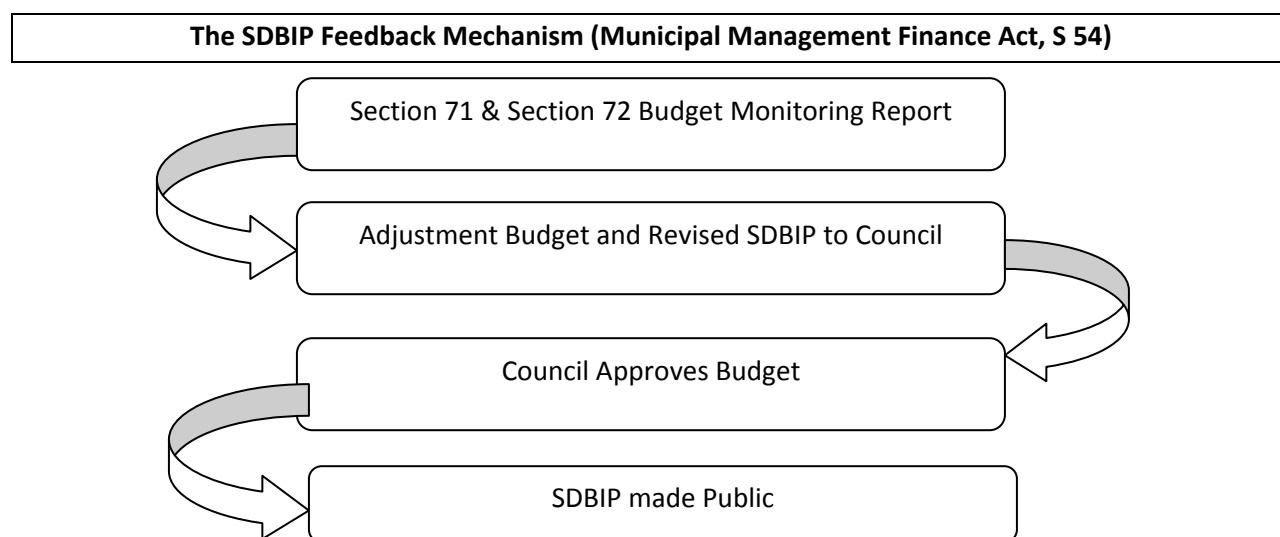 The SDBIP Feedback Mechanism (Municipal Management Finance Act, S 54)
Section 71 & Section 72 Budget Monitoring Report
Adjustment Budget and Revised SDBIP to Council
Council Approves Budget
SDBIP made Public